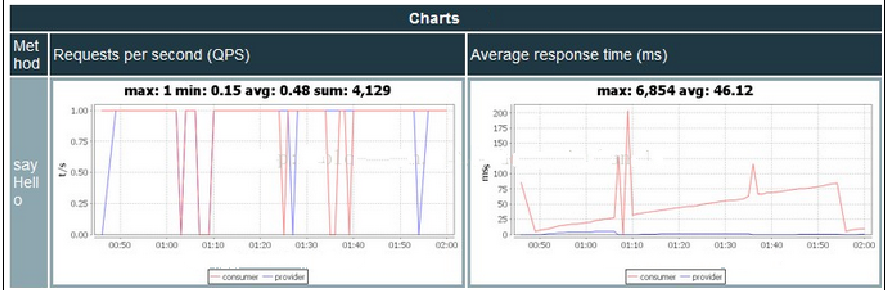 Charts
Met
hod
Requests per second (QPS)
Average response time (ms)
say
Hell
o
max: 1 min: 0.15 avg: 0.48 sum: 4,129
t/s
1.00
0.75
0.50
0.25
0.00
00:50 01:00 01:10 01:20 01:30 01:40 01:50 02:00
consumer provider
max: 6,854 avg: 46.12
ms
200
175
150
100
75
50
25
0
00:50 01:00 01:10 01:20 01:30 01:40 01:50 02:00
consumer provider